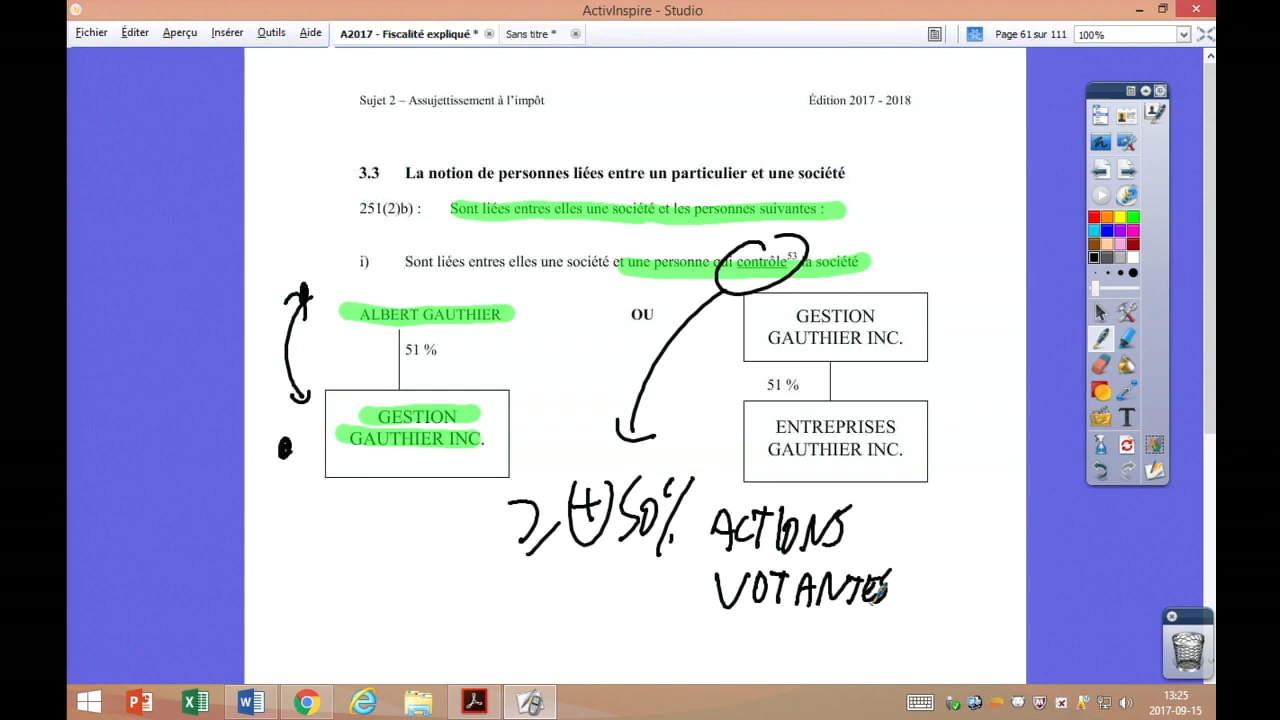 ActivInspire - Studio
Fichier Éditer Aperçu Insérer Outils Aide
A2017 - Fiscalité expliqué *
Sans titre *
Page 61 sur 111
100%
Sujet 2 – Assujettissement à l'impôt
Édition 2017 - 2018
3.3 La notion de personnes liées entre un particulier et une société
251(2)b) : Sont liées entres elles une société et les personnes suivantes :
i) Sont liées entres elles une société et une personne qui contrôle53 la société
ALBERT GAUTHIER
51 %
GESTION
GAUTHIER INC.
OU
GESTION
GAUTHIER INC.
51 %
ENTREPRISES
GAUTHIER INC.
(+) 50% ACTIONS
VOTANTES
13:25
2017-09-15